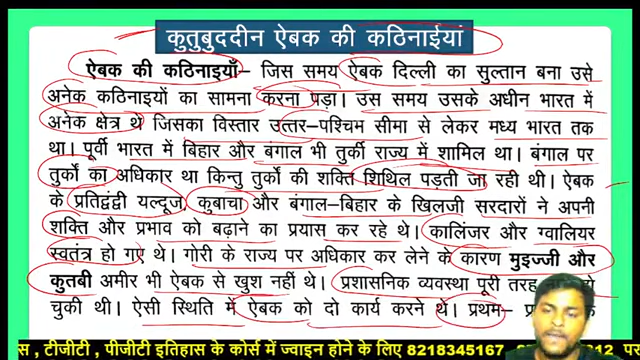 कुतुबुददीन ऐबक की कठिनाईयां
ऐबक की कठिनाइयाँ – जिस समय ऐबक दिल्ली का सुल्तान बना उसे
अनेक कठिनाइयों का सामना करना पड़ा। उस समय उसके अधीन भारत में
अनेक क्षेत्र थे जिसका विस्तार उत्तर–पश्चिम सीमा से लेकर मध्य भारत तक
था। पूर्वी भारत में बिहार और बंगाल भी तुर्की राज्य में शामिल था। बंगाल पर
तुर्कों का अधिकार था किन्तु तुर्कों की शक्ति शिथिल पड़ती जा रही थी। ऐबक
के प्रतिद्वंद्वी यल्दूज, कुबाचा और बंगाल–बिहार के खिलजी सरदारों ने अपनी
शक्ति और प्रभाव को बढ़ाने का प्रयास कर रहे थे। कालिंजर और ग्वालियर
स्वतंत्र हो गए थे। गोरी के राज्य पर अधिकार कर लेने के कारण मुइज्जी और
कुतबी अमीर भी ऐबक से खुश नहीं थे। प्रशासनिक व्यवस्था पूरी तरह
चुकी थी। ऐसी स्थिति में ऐबक को दो कार्य करने थे। प्रथम–
स , टीजीटी , पीजीटी इतिहास के कोर्स में ज्वाइन होने के लिए 8218345167